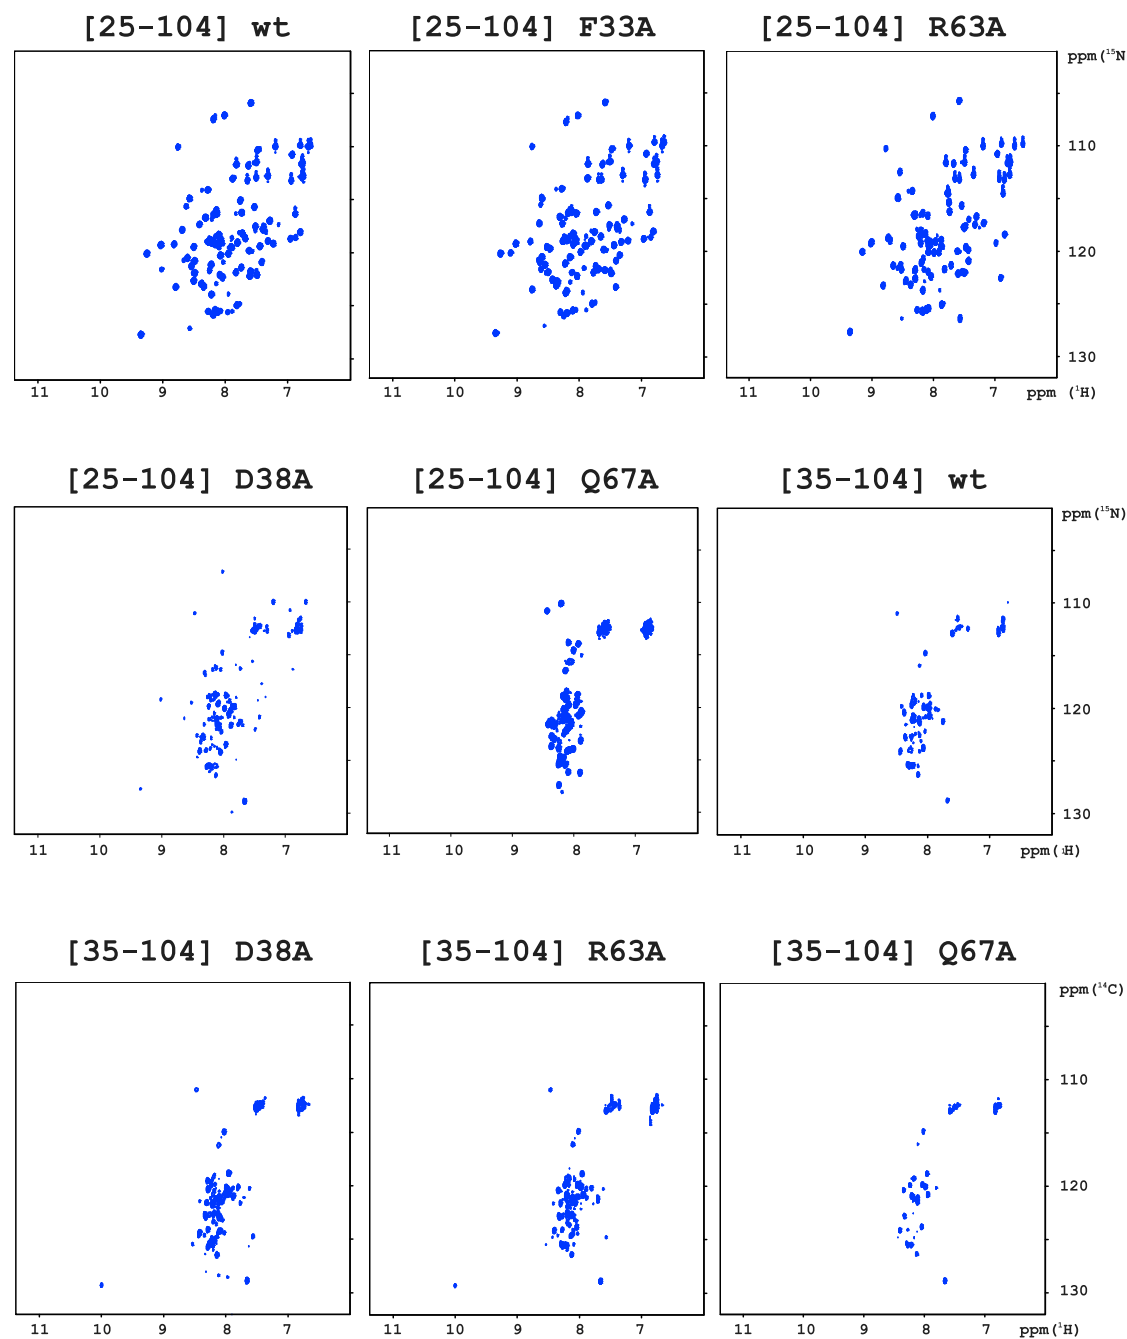 [25-104] wt [25-104] F33A [25-104] R63A
ppm(¹⁵N
110
120
130
11 10 9 8 7 11 10 9 8 7 11 10 9 8 7 ppm (¹H)
[25-104] D38A [25-104] Q67A [35-104] wt
ppm(¹⁵N)
110
120
130
11 10 9 8 7 11 10 9 8 7 11 10 9 8 7 ppm(¹H)
[35-104] D38A [35-104] R63A [35-104] Q67A
ppm(¹⁴C)
110
120
130
11 10 9 8 7 11 10 9 8 7 11 10 9 8 7 ppm(¹H)